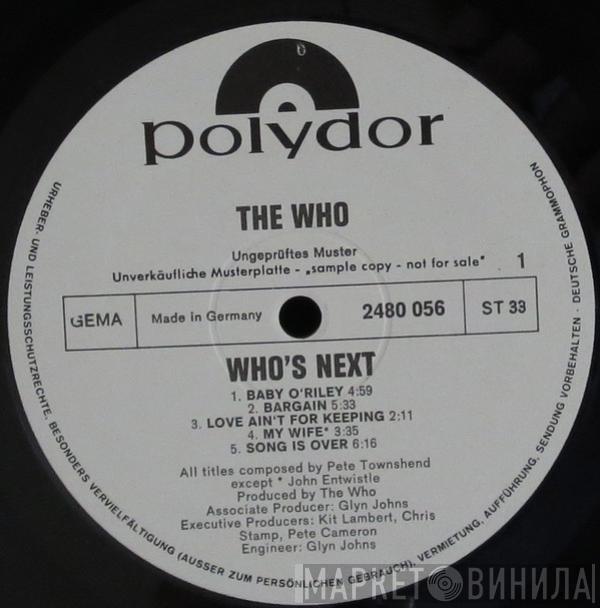 polydor
THE WHO
Ungeprüftes Muster
Unverkäufliche Musterplatte - „sample copy - not for sale" 1
GEMA Made in Germany 2480 056 ST 33
WHO'S NEXT
1. BABY O'RILEY 4:59
2. BARGAIN 5:33
3. LOVE AIN'T FOR KEEPING 2:11
4. MY WIFE* 3:35
5. SONG IS OVER 6:16
All titles composed by Pete Townshend
except * John Entwistle
Produced by The Who
Associate Producer: Glyn Johns
Executive Producers: Kit Lambert, Chris
Stamp, Pete Cameron
Engineer: Glyn Johns
URHEBER- UND LEISTUNGSSCHUTZRECHTE, BESONDERS VERVIELFÄLTIGUNG (AUSSER ZUM PERSÖNLICHEN GEBRAUCH), VERMIETUNG, AUFFÜHRUNG, SENDUNG VORBEHALTEN · DEUTSCHE GRAMMOPHON
МАРКЕТ ВИНИЛА